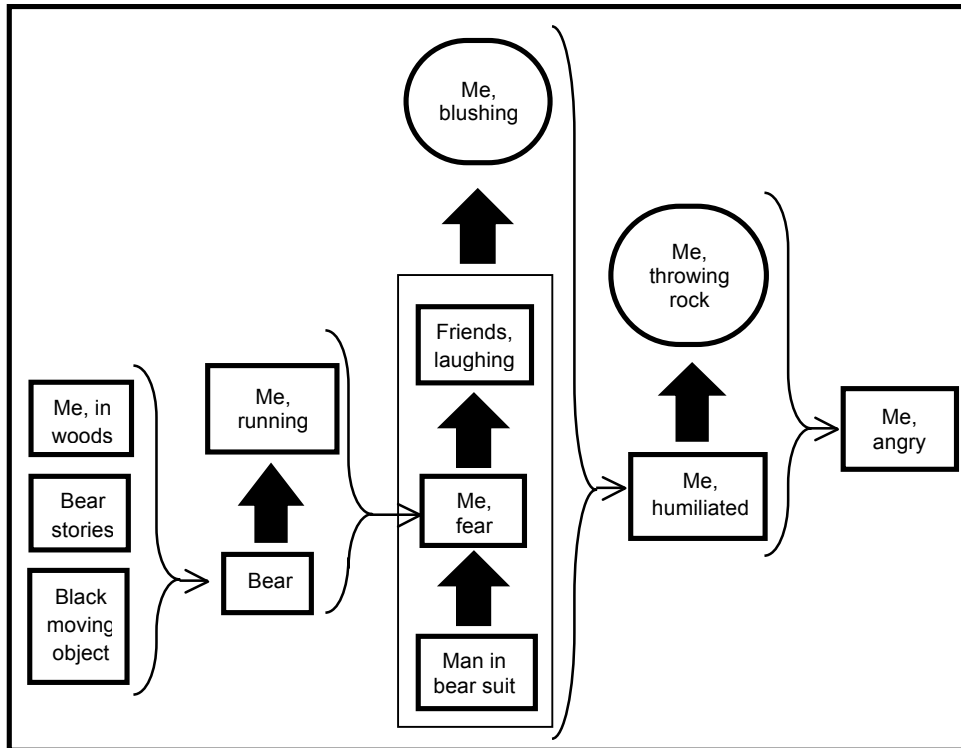 Me,
blushing
Me,
throwing
rock
Friends,
laughing
Me, in
woods
Me,
running
Me,
angry
Bear
stories
Me,
fear
Me,
humiliated
Bear
Black
moving
object
Man in
bear suit